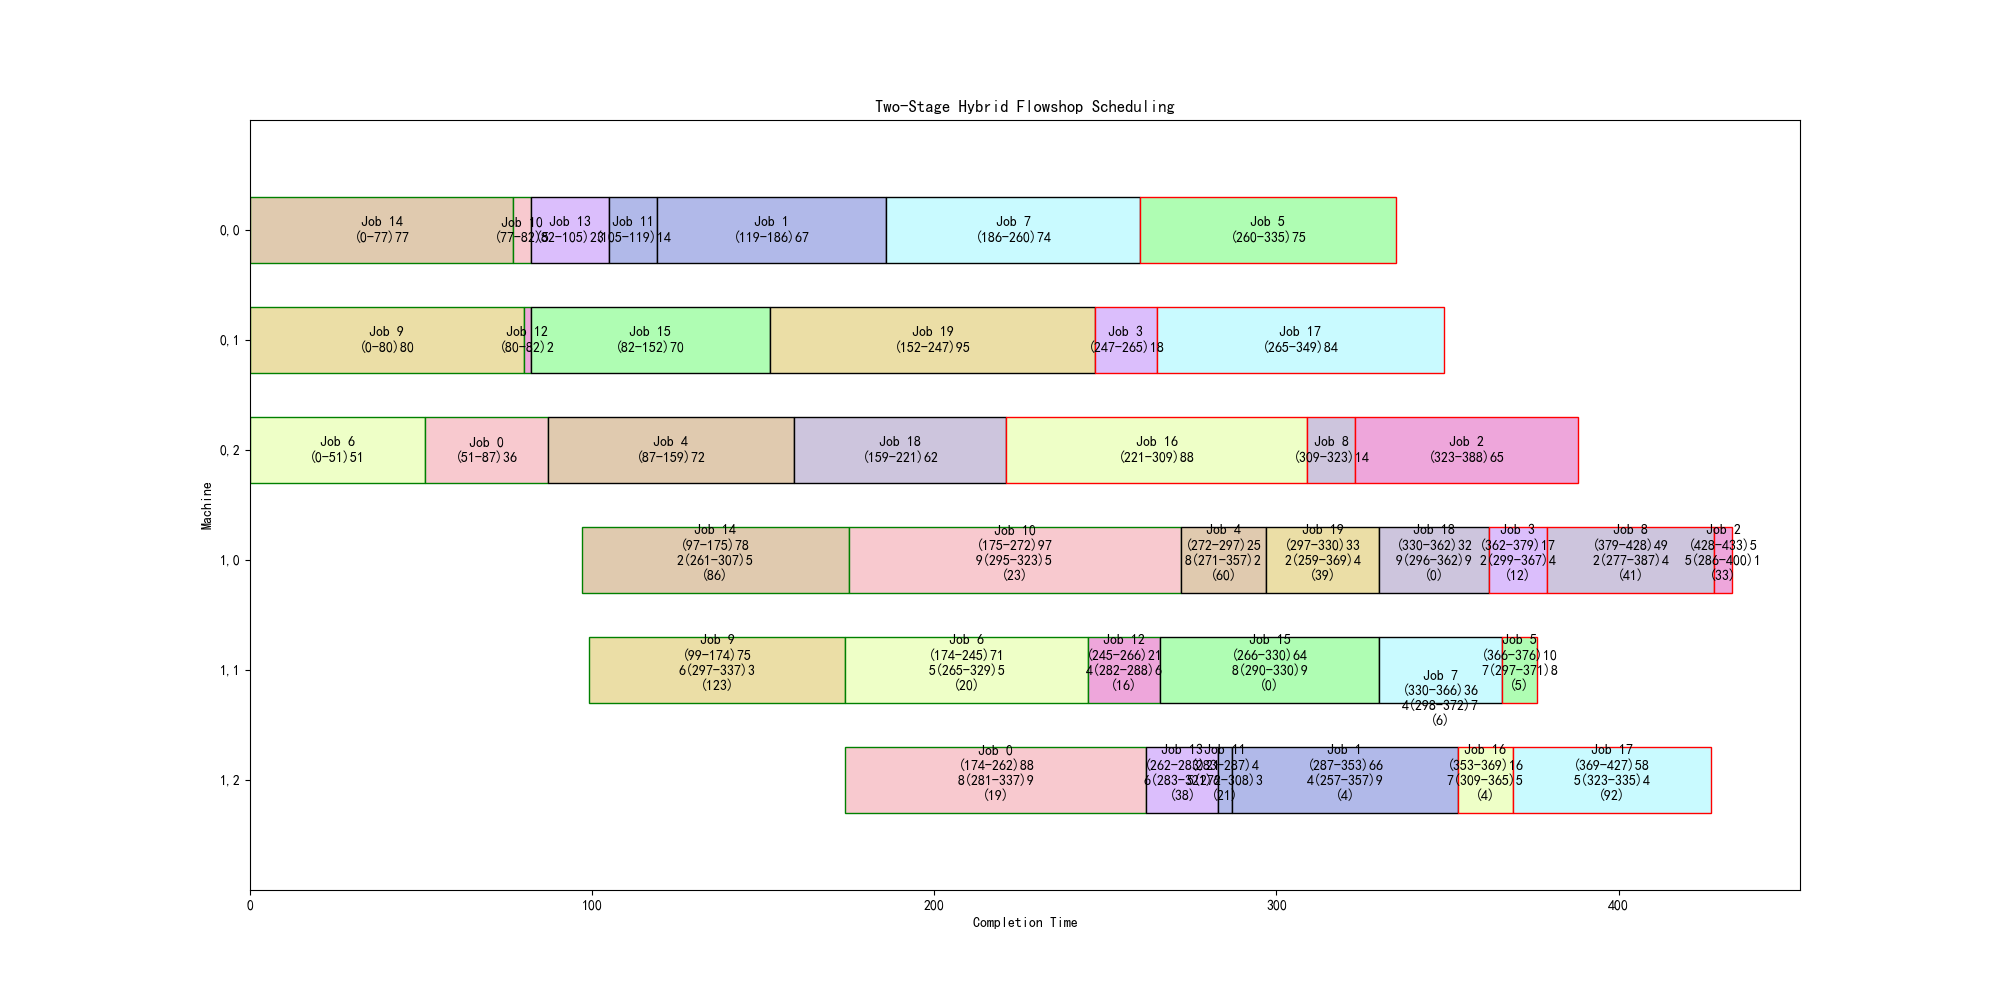 Two-Stage Hybrid Flowshop Scheduling
Machine
0,0
Job 14
(0-77)77
Job 10
(77-82)5
Job 13
(82-105)23
Job 11
(105-119)14
Job 1
(119-186)67
Job 7
(186-260)74
Job 5
(260-335)75
0,1
Job 9
(0-80)80
Job 12
(80-82)2
Job 15
(82-152)70
Job 19
(152-247)95
Job 3
(247-265)18
Job 17
(265-349)84
0,2
Job 6
(0-51)51
Job 0
(51-87)36
Job 4
(87-159)72
Job 18
(159-221)62
Job 16
(221-309)88
Job 8
(309-323)14
Job 2
(323-388)65
1,0
Job 14
(97-175)78
2(261-307)5
(86)
Job 10
(175-272)97
9(295-323)5
(23)
Job 4
(272-297)25
8(271-357)2
(60)
Job 19
(297-330)33
2(259-369)4
(39)
Job 18
(330-362)32
9(296-362)9
(0)
Job 3
(362-379)17
2(299-367)4
(12)
Job 8
(379-428)49
2(277-387)4
(41)
Job 2
(428-433)5
5(286-400)1
(33)
1,1
Job 9
(99-174)75
6(297-337)3
(123)
Job 6
(174-245)71
5(265-329)5
(20)
Job 12
(245-266)21
4(282-288)6
(16)
Job 15
(266-330)64
8(290-330)9
(0)
Job 7
(330-366)36
4(298-372)7
(6)
Job 5
(366-376)10
7(297-371)8
(5)
1,2
Job 0
(174-262)88
8(281-337)9
(19)
Job 13
(262-283)21
(38)
Job 11
(283-287)4
(21)
Job 1
(287-353)66
4(257-357)9
(4)
Job 16
(353-369)16
7(309-365)5
(4)
Job 17
(369-427)58
5(323-335)4
(92)
0
100
200
300
400
Completion Time